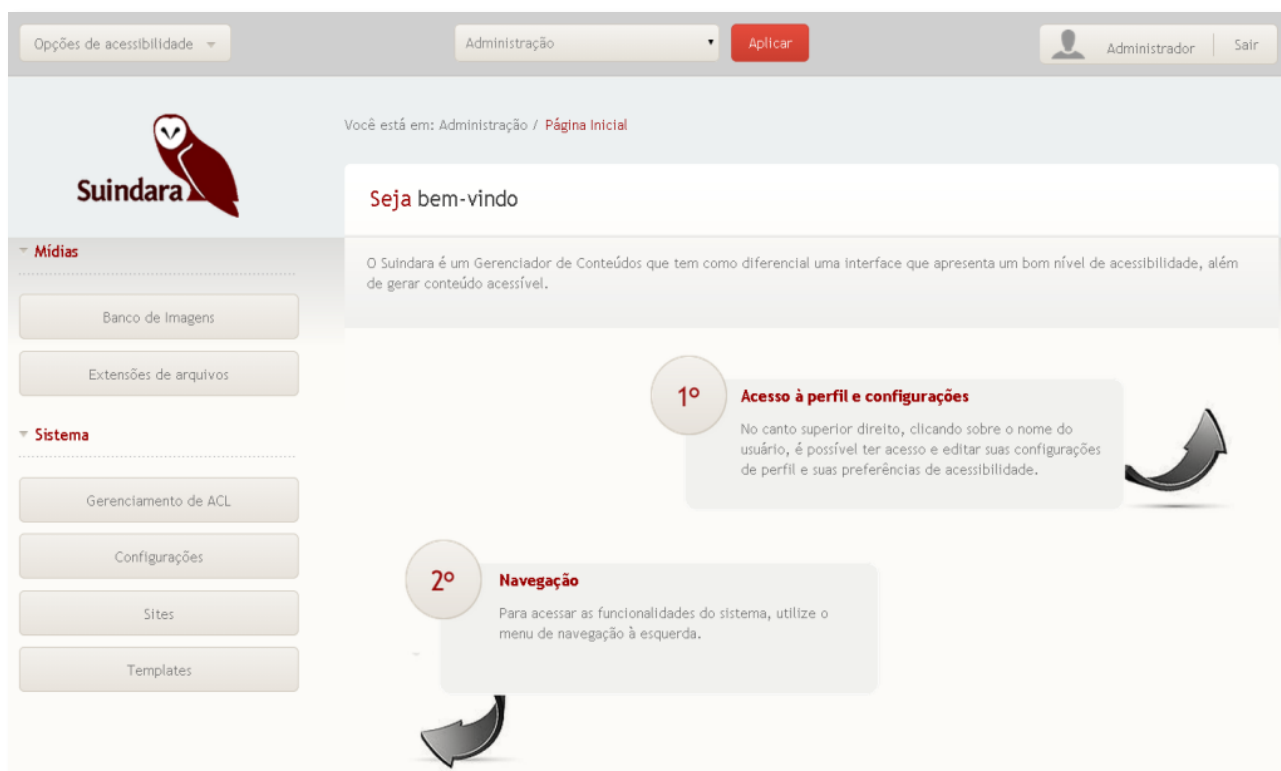 Opções de acessibilidade
Administração
Aplicar
Administrador
Sair
Suindara
Você está em: Administração / Página Inicial
Seja bem-vindo
O Suindara é um Gerenciador de Conteúdos que tem como diferencial uma interface que apresenta um bom nível de acessibilidade, além
de gerar conteúdo acessível.
Mídias
Banco de Imagens
Extensões de arquivos
Sistema
Gerenciamento de ACL
Configurações
Sites
Templates
1º
Acesso à perfil e configurações
No canto superior direito, clicando sobre o nome do
usuário, é possível ter acesso e editar suas configurações
de perfil e suas preferências de acessibilidade.
2º
Navegação
Para acessar as funcionalidades do sistema, utilize o
menu de navegação à esquerda.